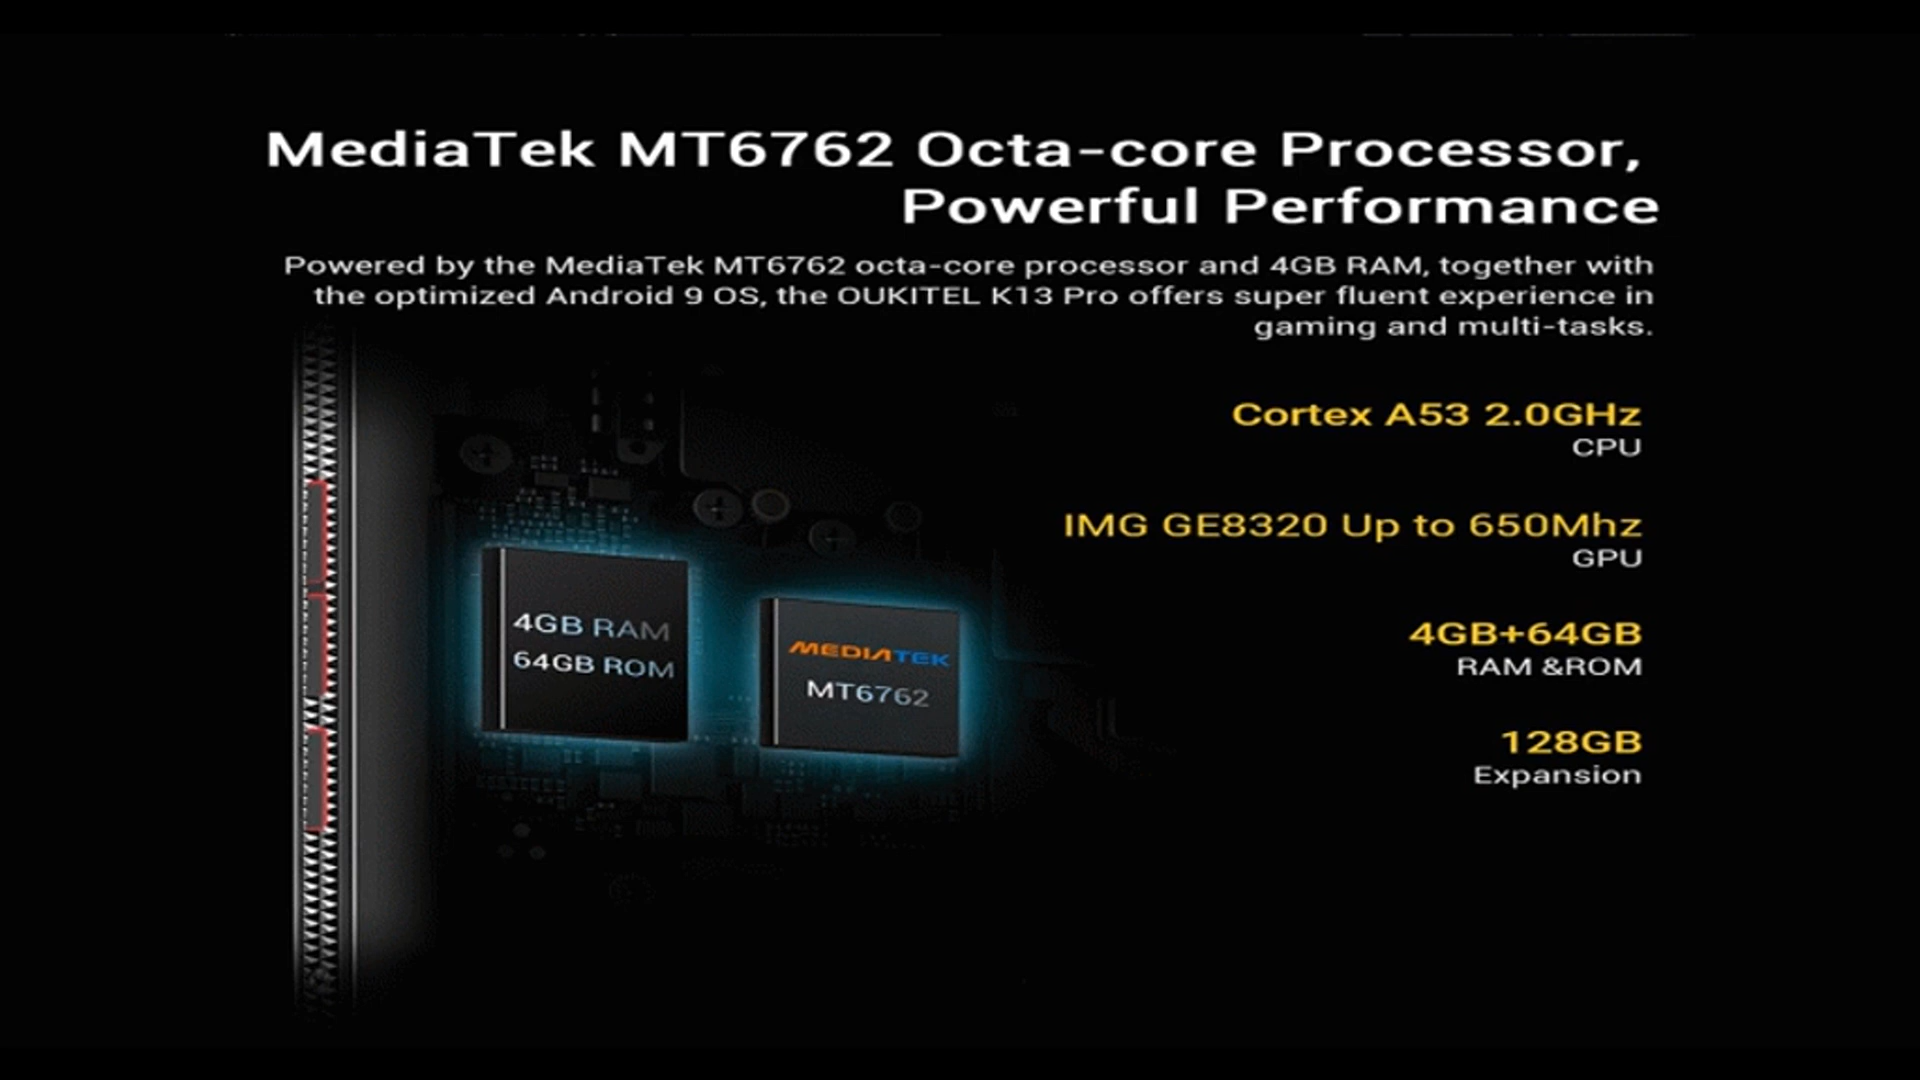 MediaTek MT6762 Octa-core Processor,
Powerful Performance
Powered by the MediaTek MT6762 octa-core processor and 4GB RAM, together with
the optimized Android 9 OS, the OUKITEL K13 Pro offers super fluent experience in
gaming and multi-tasks.
Cortex A53 2.0GHz
CPU
IMG GE8320 Up to 650Mhz
GPU
4GB+64GB
RAM &ROM
128GB
Expansion
4GB RAM
64GB ROM
MEDIATEK
MT6762